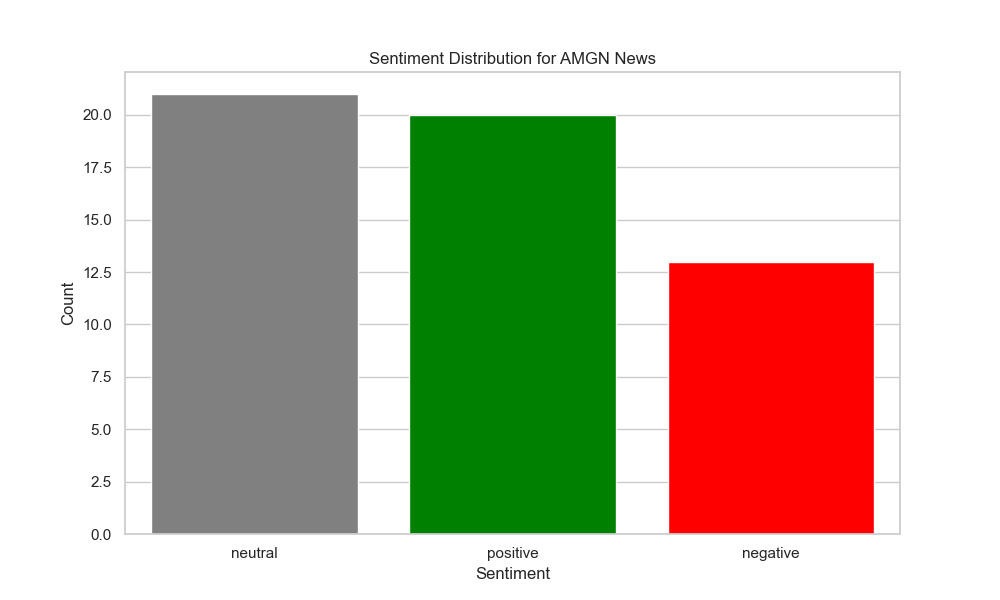 Sentiment Distribution for AMGN News
Count
20.0
17.5
15.0
12.5
10.0
7.5
5.0
2.5
0.0
neutral positive negative
Sentiment